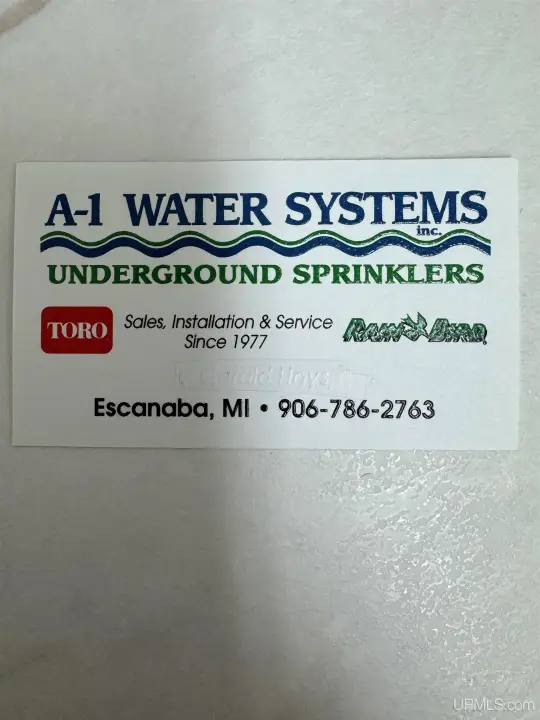 A-1 WATER SYSTEMS
inc.
UNDERGROUND SPRINKLERS
TORO
Sales, Installation & Service
Since 1977
Rain Bird
Escanaba, MI • 906-786-2763
UPMLS.com